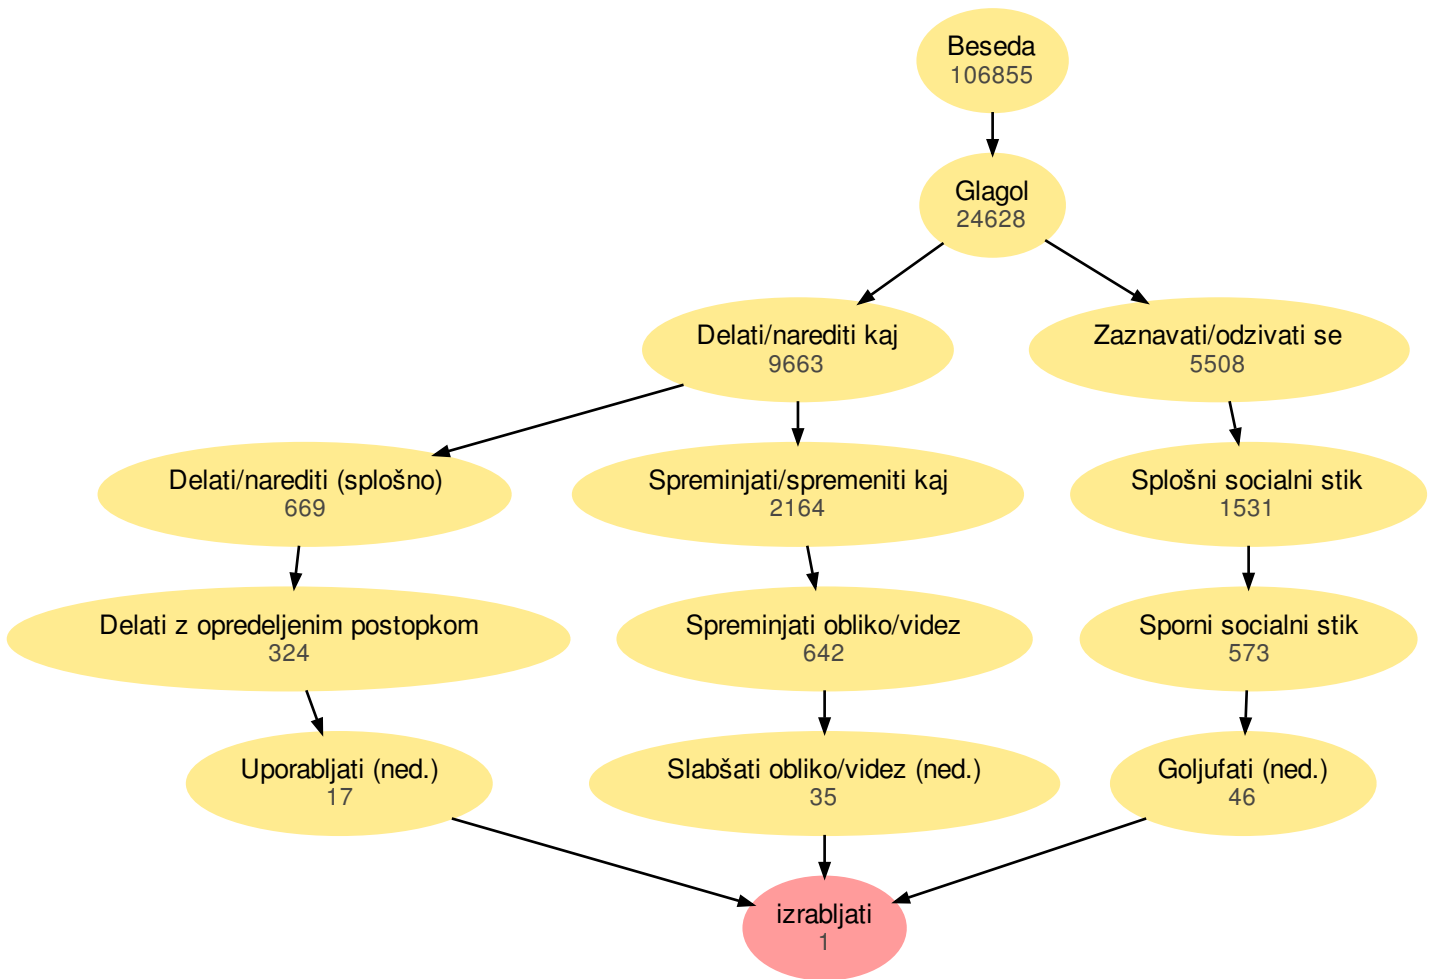 Beseda
106855
Glagol
24628
Delati/narediti kaj
9663
Zaznavati/odzivati se
5508
Delati/narediti (splošno)
669
Spreminjati/spremeniti kaj
2164
Splošni socialni stik
1531
Delati z opredeljenim postopkom
324
Spreminjati obliko/videz
642
Sporni socialni stik
573
Uporabljati (ned.)
17
Slabšati obliko/videz (ned.)
35
Goljufati (ned.)
46
izrabljati
1